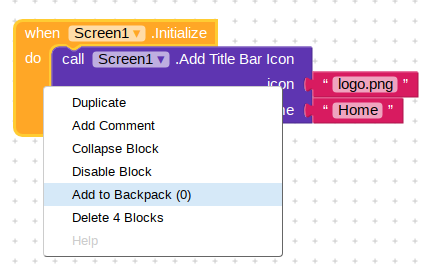 when Screen1 ▾ .Initialize
do call Screen1 ▾ .Add Title Bar Icon
icon “ logo.png ”
“ Home ”
Duplicate
Add Comment
Collapse Block
Disable Block
Add to Backpack (0)
Delete 4 Blocks
Help